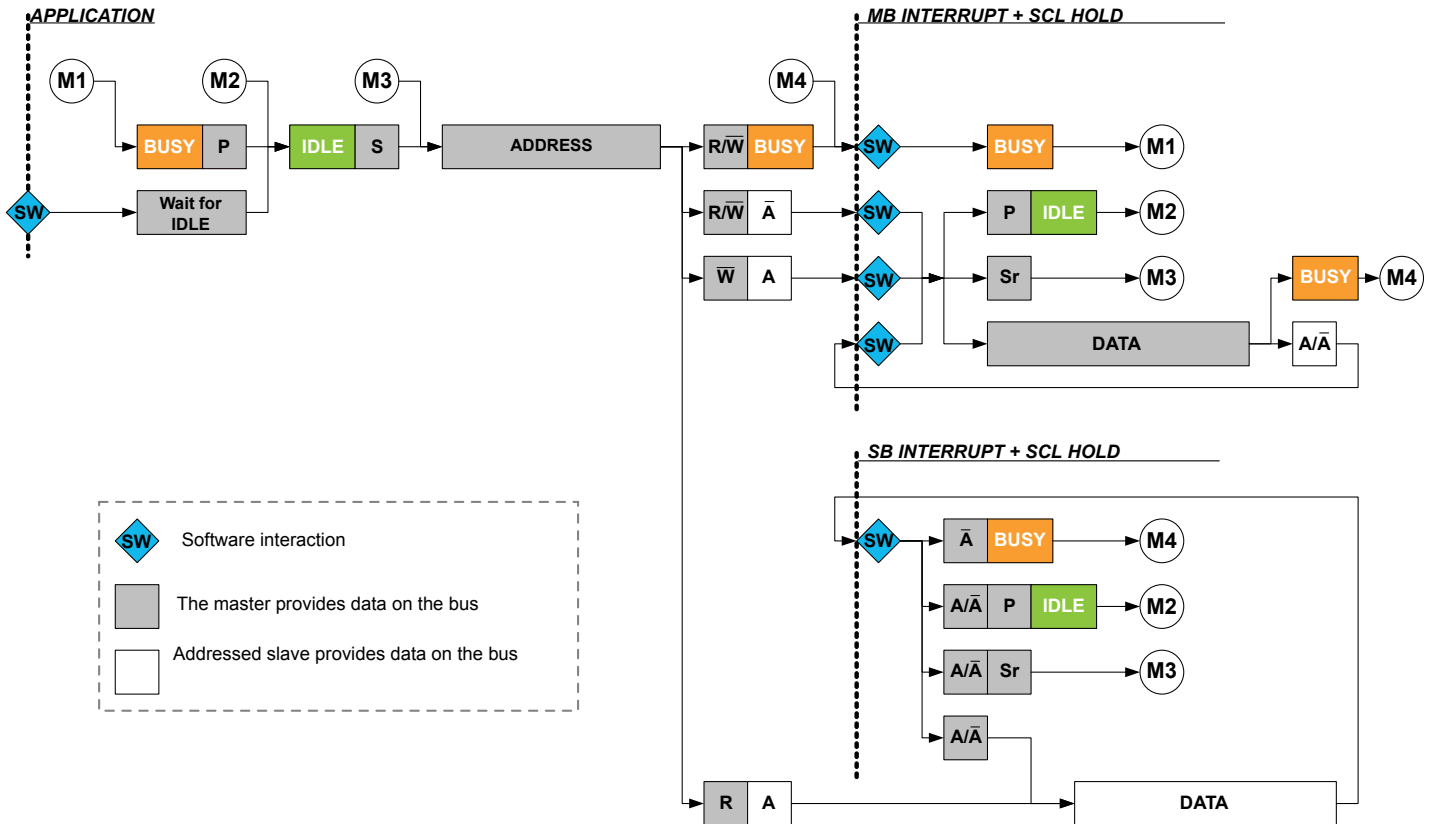 APPLICATION
MB INTERRUPT + SCL HOLD
M1
M2
M3
M4
BUSY P
IDLE S
ADDRESS
R/W̅ BUSY
SW
BUSY
M1
SW
Wait for
IDLE
R/W̅ A̅
SW
P IDLE
M2
W̅ A
SW
Sr
M3
BUSY
M4
SW
DATA
A/A̅
SB INTERRUPT + SCL HOLD
SW
A̅ BUSY
M4
A/A̅ P IDLE
M2
A/A̅ Sr
M3
A/A̅
R A
DATA
SW Software interaction
The master provides data on the bus
Addressed slave provides data on the bus